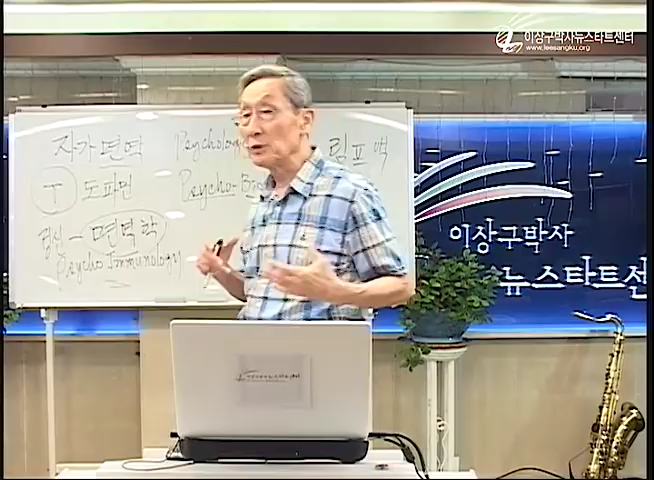 이상구박사뉴스타트센터
www.leesangku.org
자가면역 Psycholo 림프
T 도파민 Psycho-B
면역학
Psycho Immunology
이상구박사
뉴스타트센